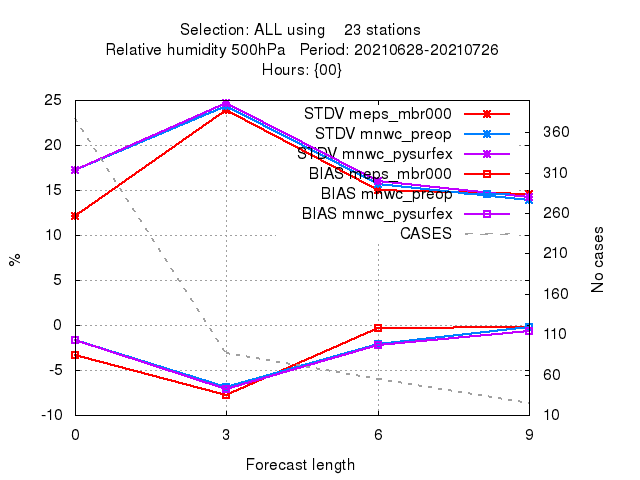 Selection: ALL using 23 stations
Relative humidity 500hPa Period: 20210628-20210726
Hours: {00}
STDV meps_mbr000
STDV mnwc_preop
STDV mnwc_pysurfex
BIAS meps_mbr000
BIAS mnwc_preop
BIAS mnwc_pysurfex
CASES
%
25
20
15
10
5
0
-5
-10
360
310
260
210
160
110
60
10
No cases
0 3 6 9
Forecast length